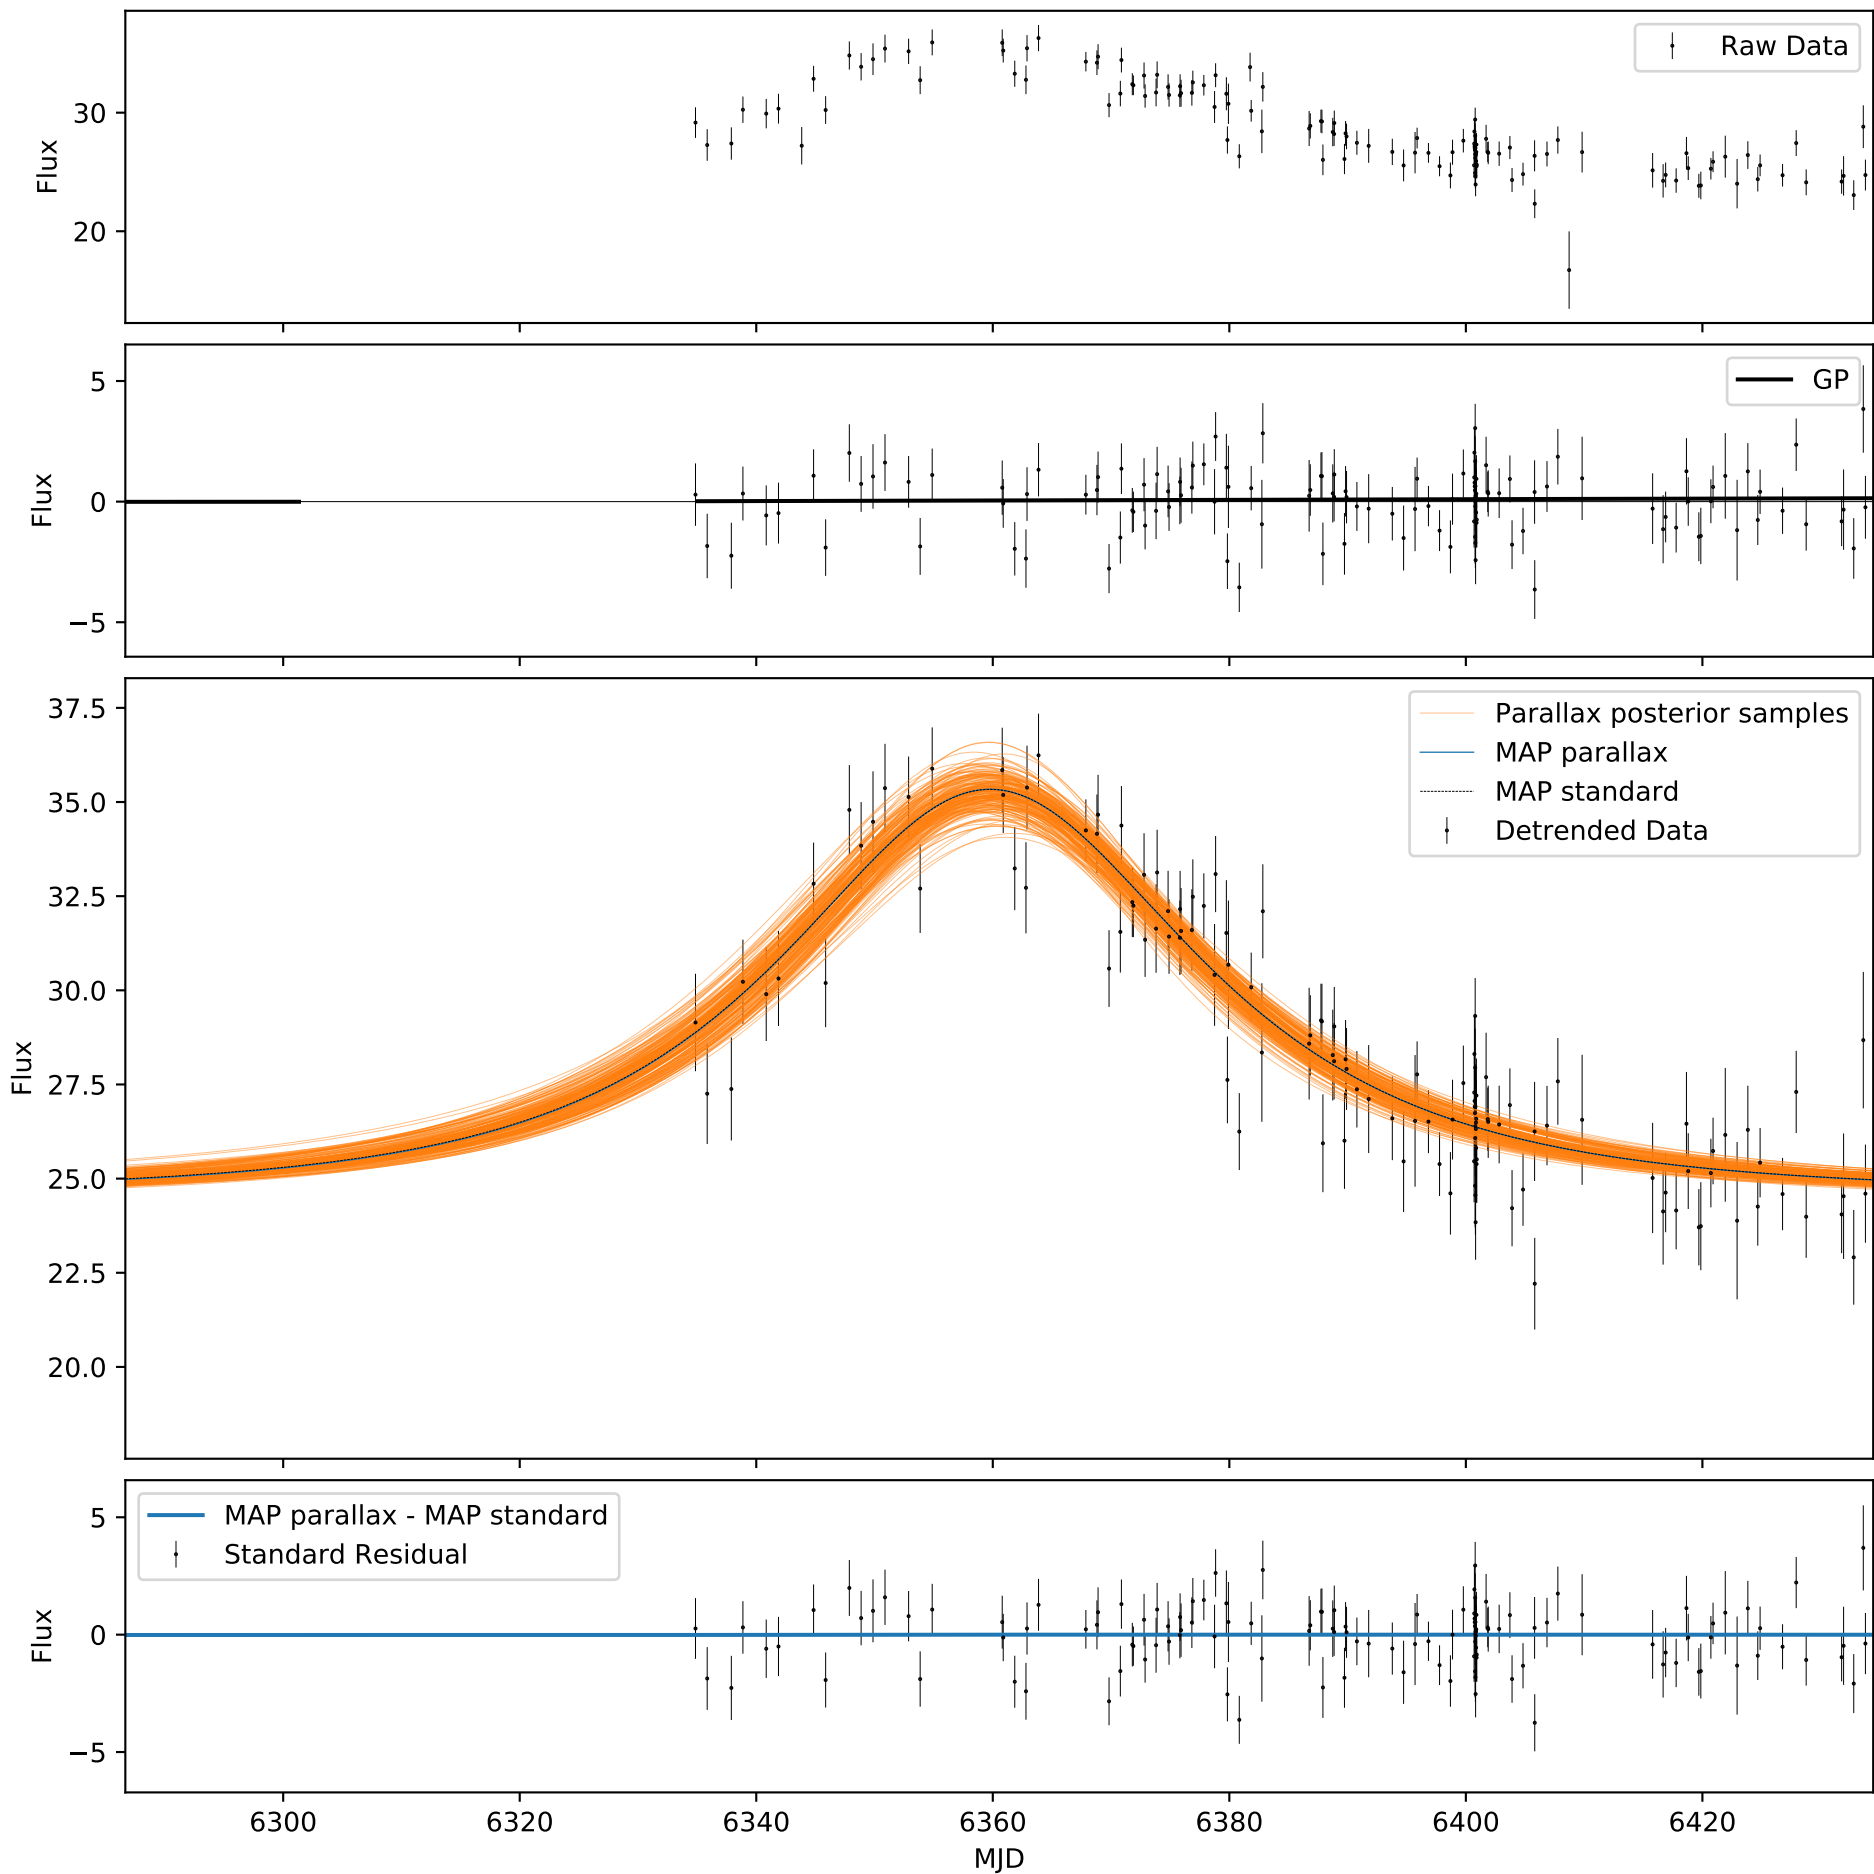 Raw Data
30
20
Flux
GP
5
0
−5
Flux
Parallax posterior samples
MAP parallax
MAP standard
Detrended Data
37.5
35.0
32.5
30.0
27.5
25.0
22.5
20.0
Flux
MAP parallax - MAP standard
Standard Residual
5
0
−5
Flux
6300 6320 6340 6360 6380 6400 6420
MJD